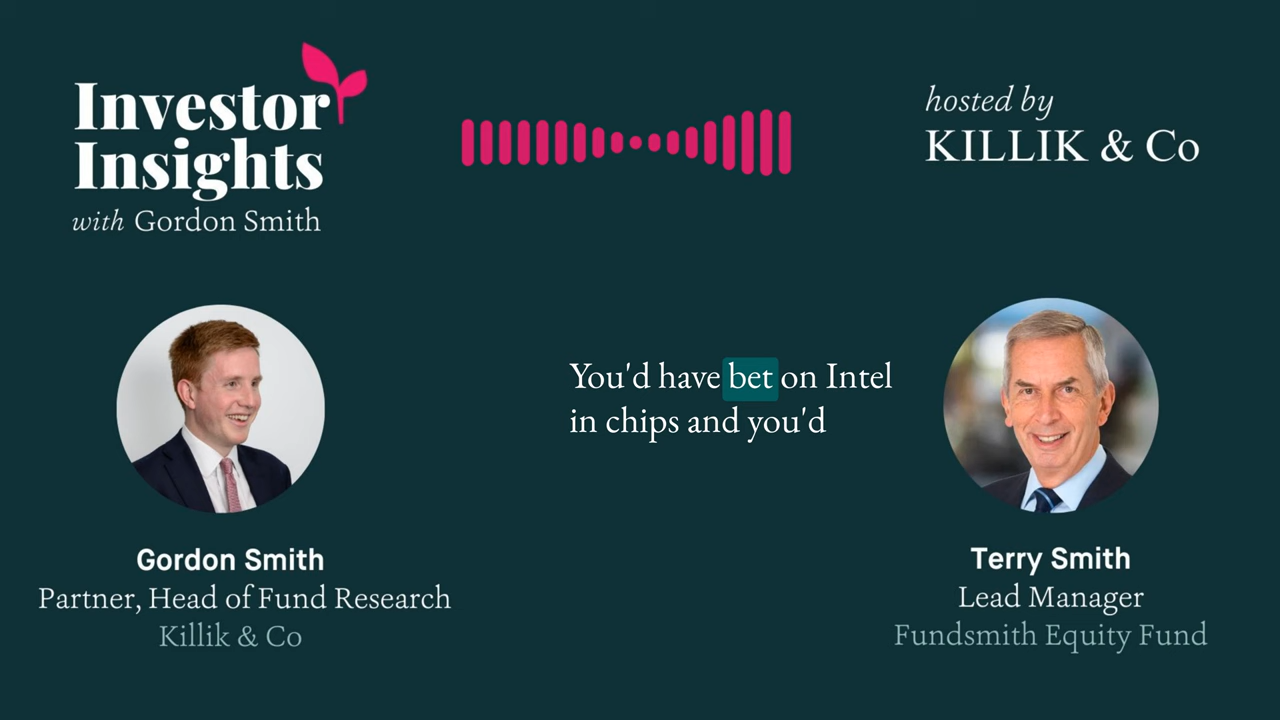 Investor
Insights
with Gordon Smith
hosted by
KILLIK & Co
You'd have bet on Intel
in chips and you'd
Gordon Smith
Partner, Head of Fund Research
Killik & Co
Terry Smith
Lead Manager
Fundsmith Equity Fund